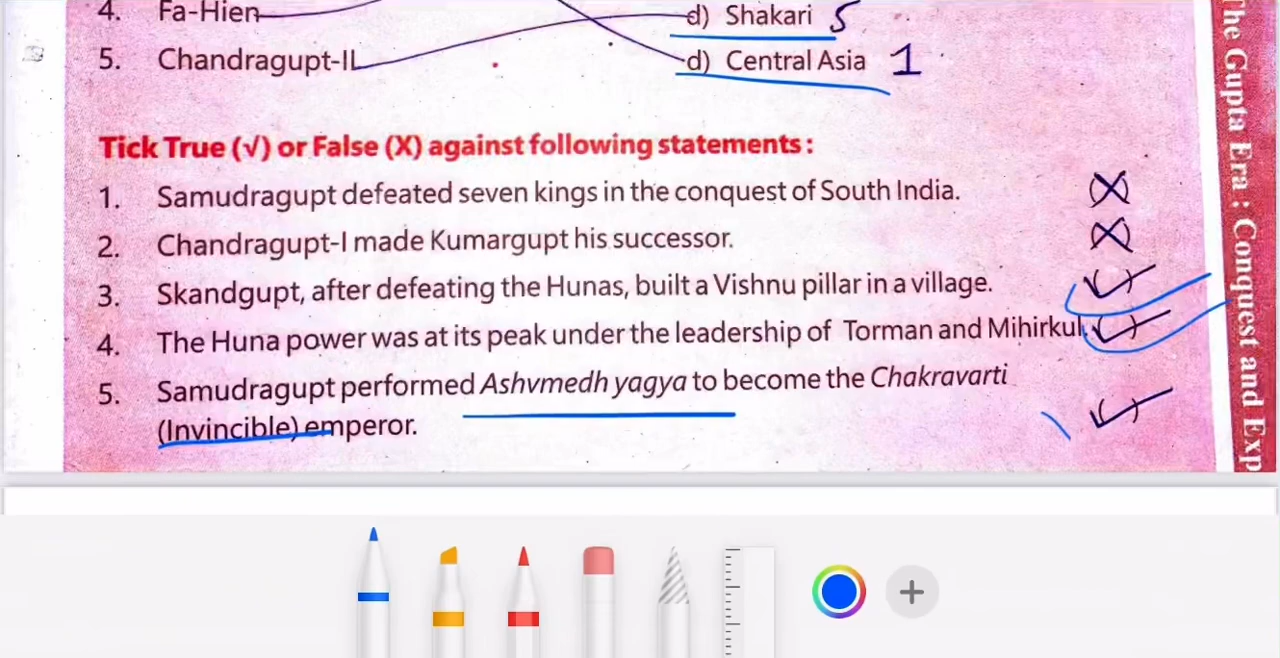 4. Fa-Hien
d) Shakari 5
5. Chandragupt-II
d) Central Asia 1
Tick True (√) or False (X) against following statements :
1. Samudragupt defeated seven kings in the conquest of South India. (X)
2. Chandragupt-I made Kumargupt his successor. (X)
3. Skandgupt, after defeating the Hunas, built a Vishnu pillar in a village. (✓)
4. The Huna power was at its peak under the leadership of Torman and Mihirkul. (✓)
5. Samudragupt performed Ashvmedh yagya to become the Chakravarti
(Invincible) emperor. (✓)
The Gupta Era : Conquest and Exp